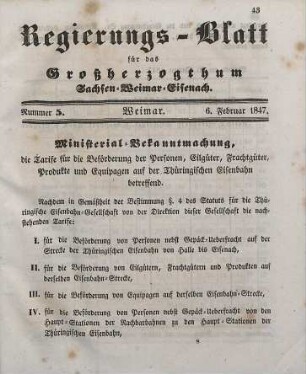 43
Regierungs-Blatt
für das
Großherzogthum
Sachsen-Weimar-Eisenach.
Nummer 5. Weimar. 6. Februar 1847.
Ministerial-Bekanntmachung,
die Tarife für die Beförderung der Personen, Eilgüter, Frachtgüter,
Produkte und Equipagen auf der Thüringischen Eisenbahn
betreffend.
Nachdem in Gemäßheit der Bestimmung §. 4 des Statuts für die Thü-
ringische Eisenbahn-Gesellschaft von der Direktion dieser Gesellschaft die nach-
stehenden Tarife:
I. für die Beförderung von Personen nebst Gepäck-Ueberfracht auf der
Strecke der Thüringischen Eisenbahn von Halle bis Eisenach,
II. für die Beförderung von Eilgütern, Frachtgütern und Produkten auf
derselben Eisenbahn-Strecke,
III. für die Beförderung von Equipagen auf derselben Eisenbahn-Strecke,
IV. für die Beförderung von Personen nebst Gepäck-Ueberfracht von den
Haupt-Stationen der Nachbarbahnen zu den Haupt-Stationen der
Thüringischen Eisenbahn,
8